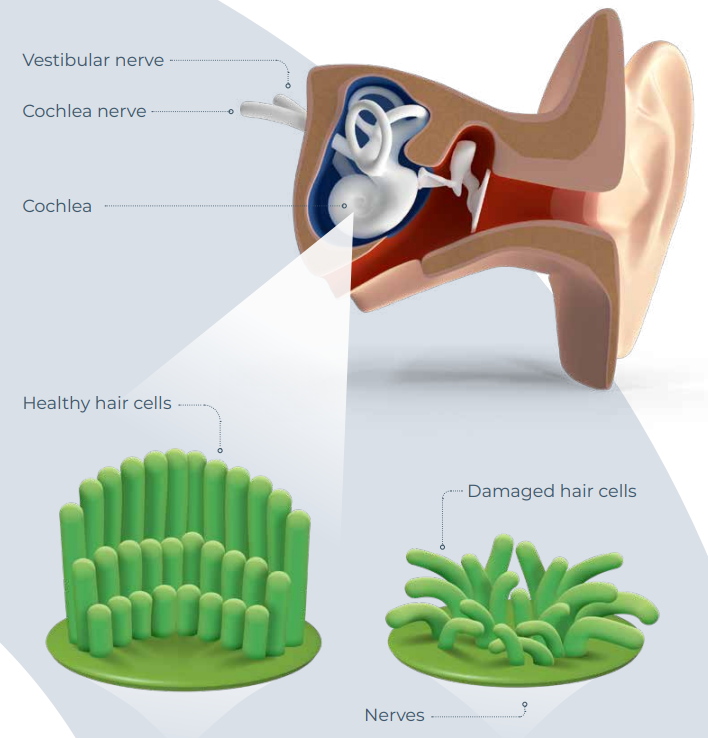 Vestibular nerve
Cochlea nerve
Cochlea
Healthy hair cells
Damaged hair cells
Nerves